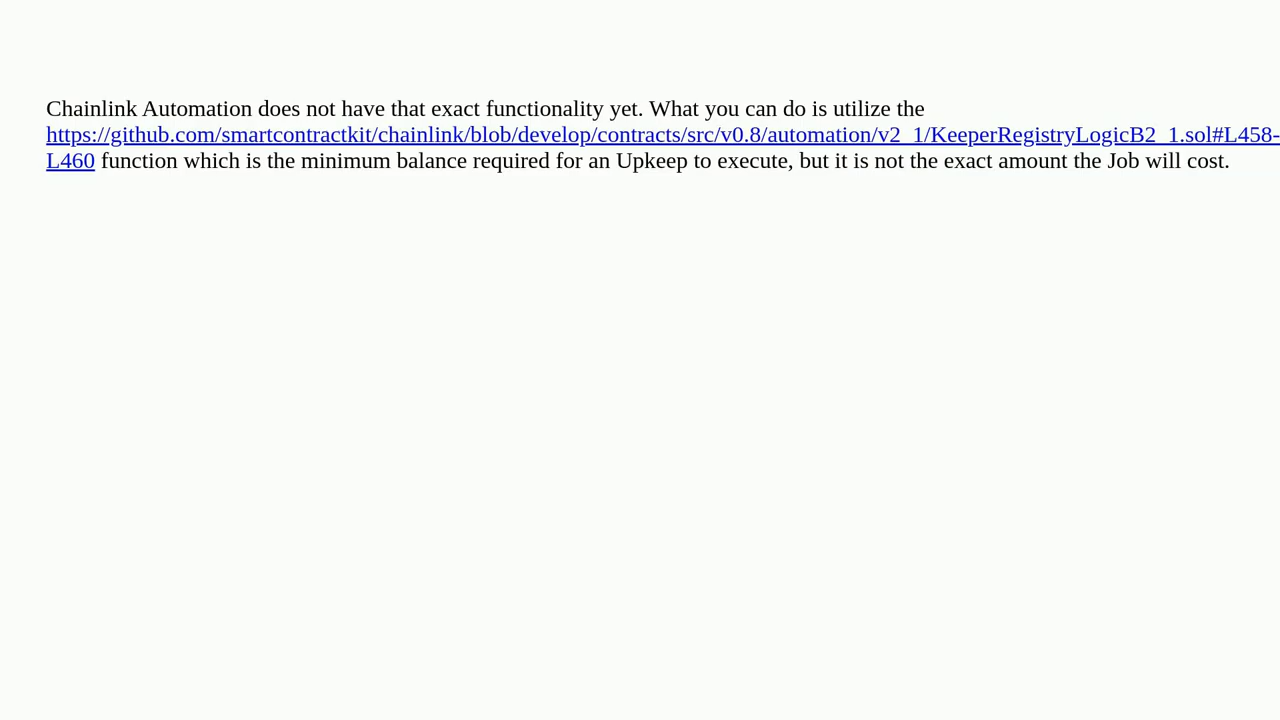 Chainlink Automation does not have that exact functionality yet. What you can do is utilize the
https://github.com/smartcontractkit/chainlink/blob/develop/contracts/src/v0.8/automation/v2_1/KeeperRegistryLogicB2_1.sol#L458-
L460 function which is the minimum balance required for an Upkeep to execute, but it is not the exact amount the Job will cost.